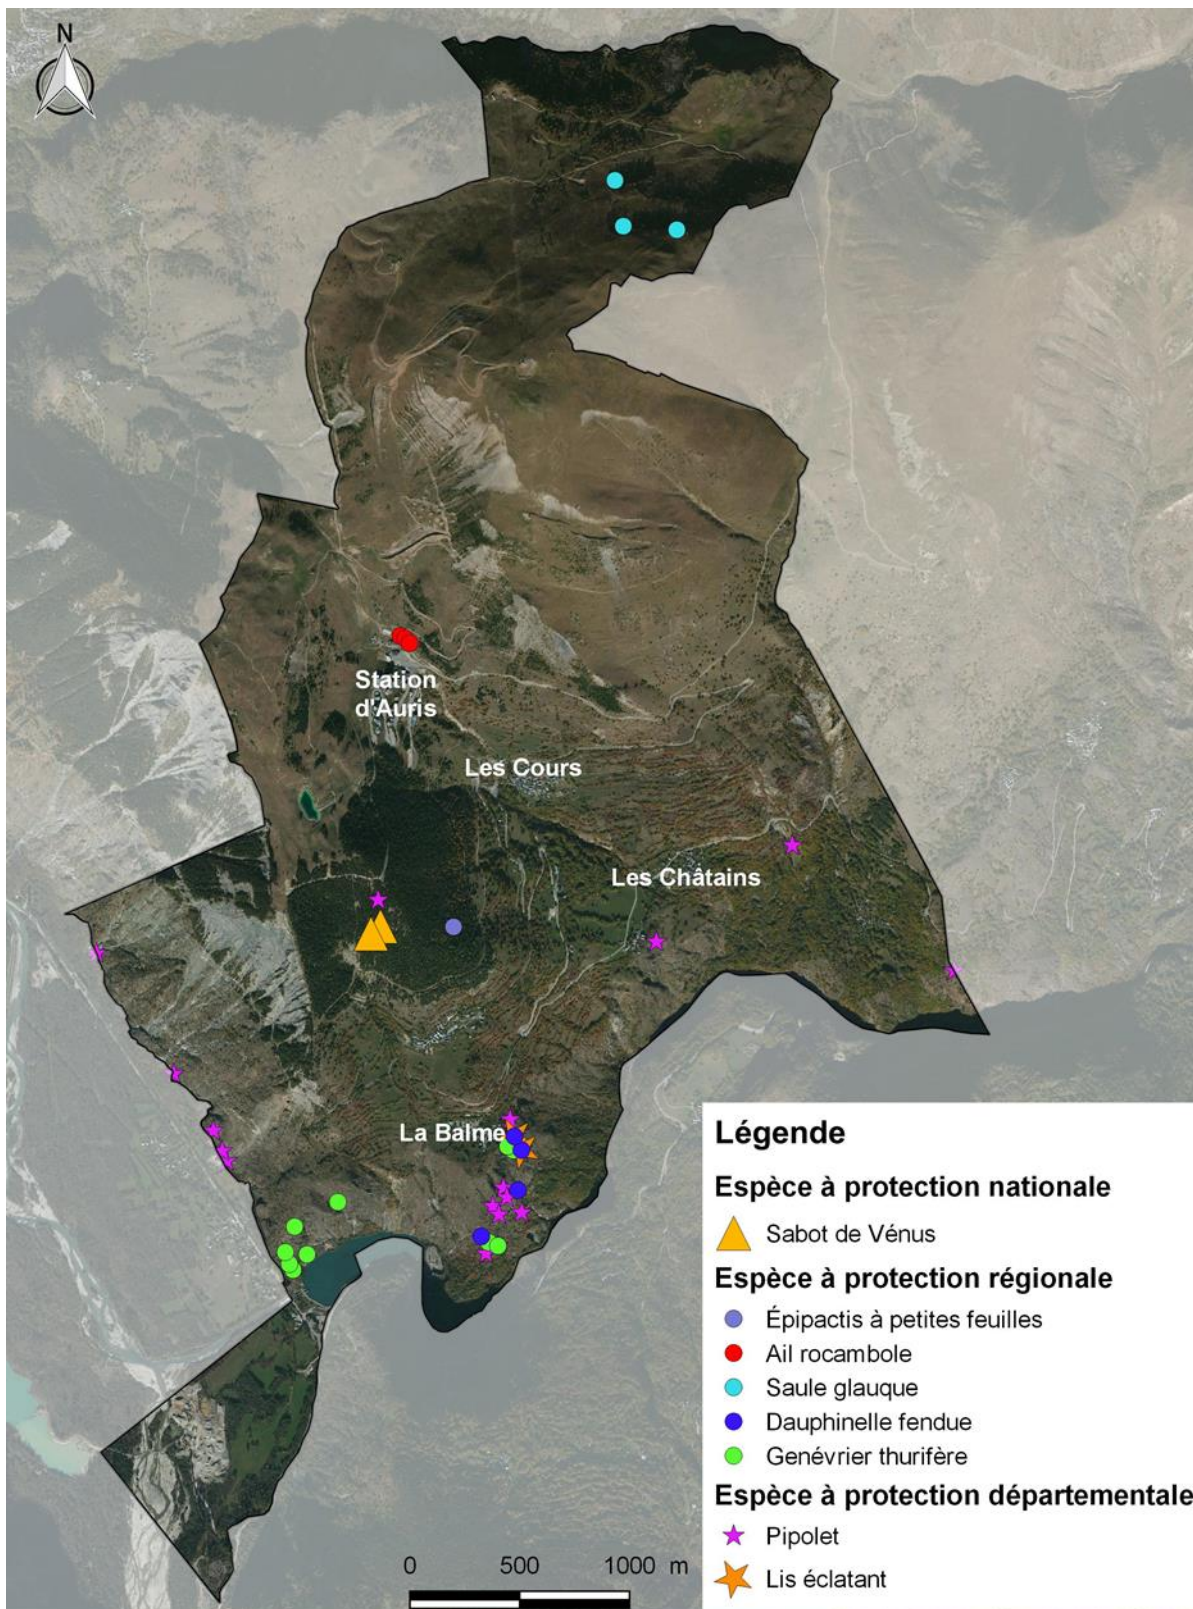 N
Station
d'Auris
Les Cours
Les Châtains
La Balme
Légende
Espèce à protection nationale
Sabot de Vénus
Espèce à protection régionale
Épipactis à petites feuilles
Ail rocambole
Saule glauque
Dauphinelle fendue
Genévrier thurifère
Espèce à protection départementale
Pipolet
Lis éclatant
0 500 1000 m